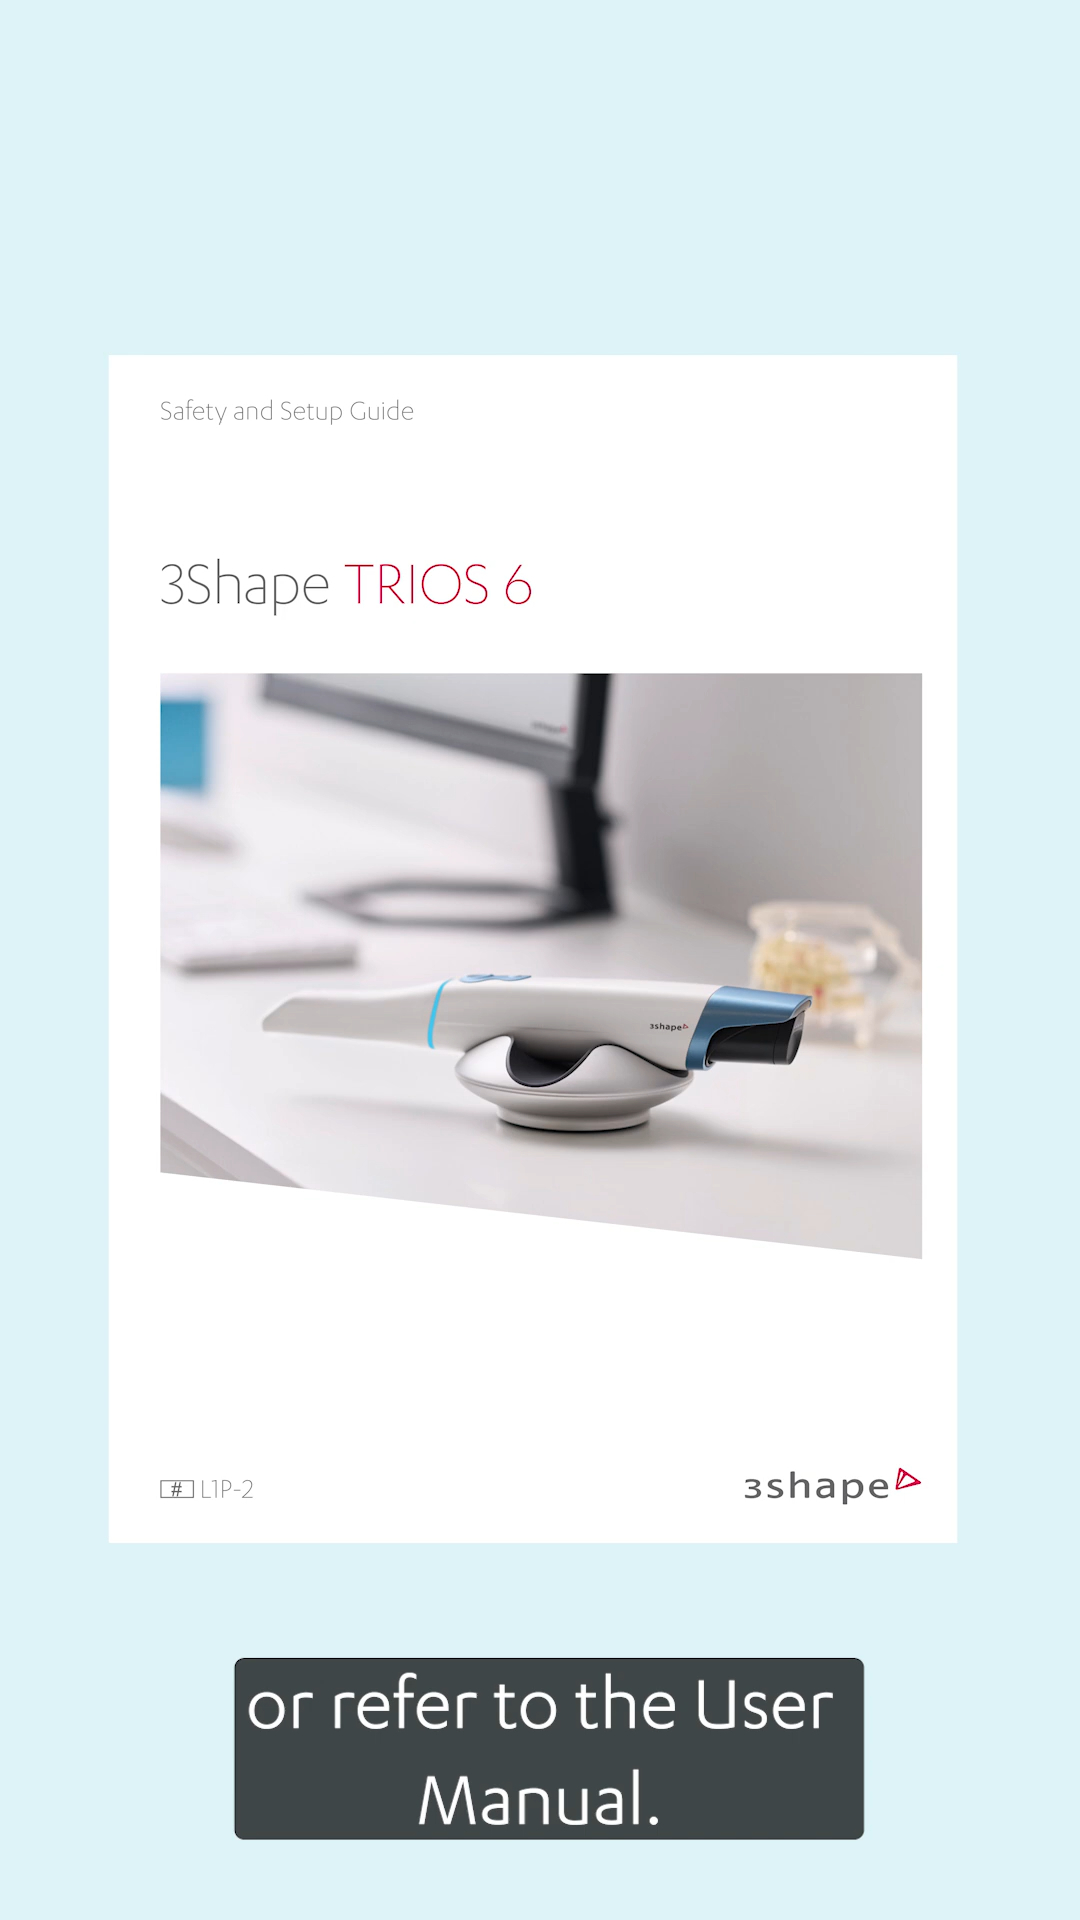 Safety and Setup Guide
3Shape TRIOS 6
3shape
# L1P-2
3shape
or refer to the User
Manual.